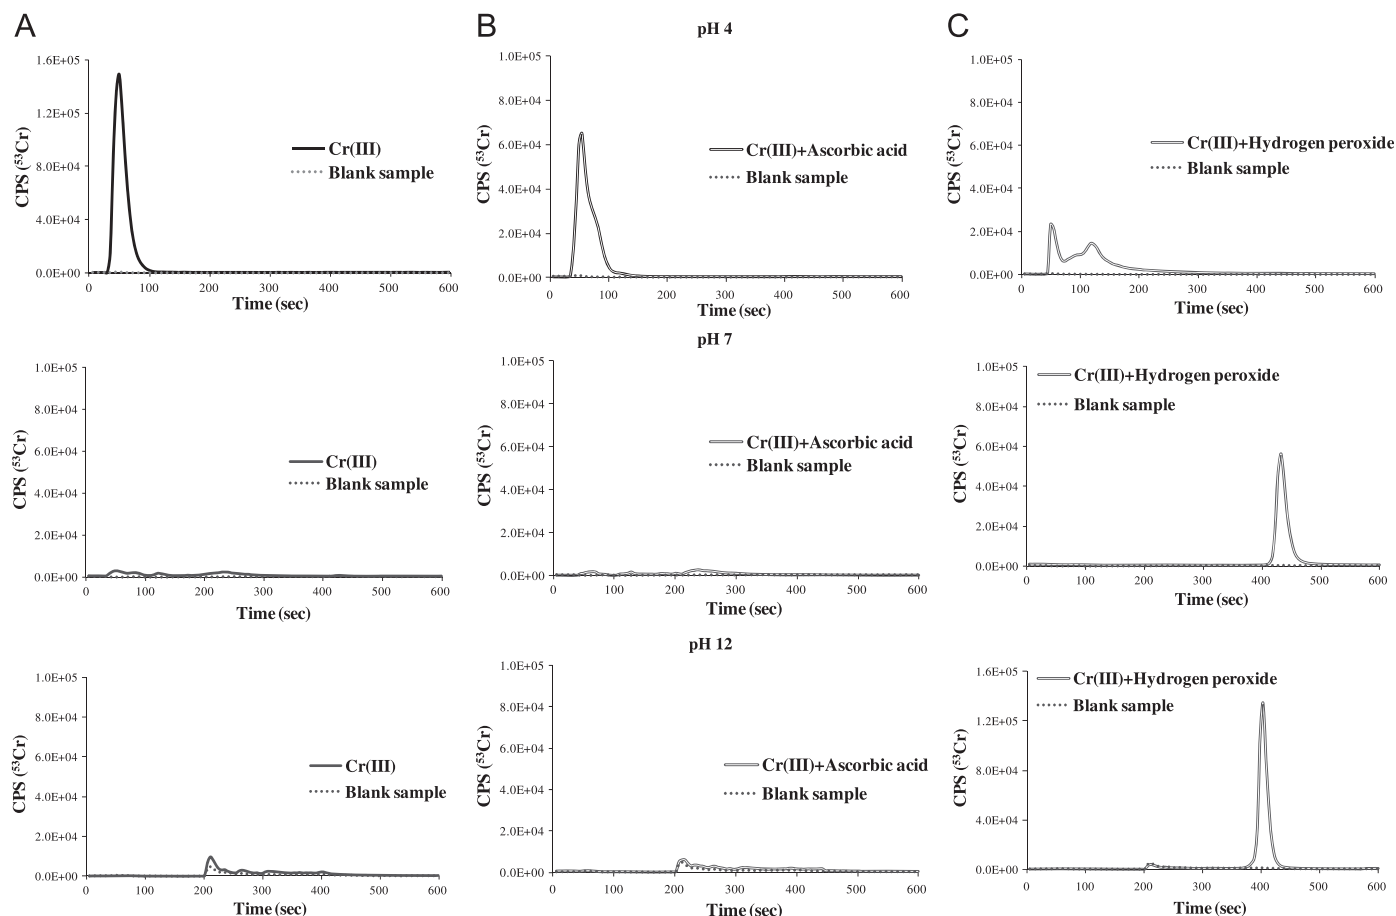 A
B
C
pH 4
1.6E+05
1.2E+05
8.0E+04
4.0E+04
0.0E+00
CPS (⁵³Cr)
Cr(III)
Blank sample
0 100 200 300 400 500 600
Time (sec)
1.0E+05
8.0E+04
6.0E+04
4.0E+04
2.0E+04
0.0E+00
CPS (⁵³Cr)
Cr(III)+Ascorbic acid
Blank sample
0 100 200 300 400 500 600
Time (sec)
1.0E+05
8.0E+04
6.0E+04
4.0E+04
2.0E+04
0.0E+00
CPS (⁵³Cr)
Cr(III)+Hydrogen peroxide
Blank sample
0 100 200 300 400 500 600
Time (sec)
pH 7
1.0E+05
8.0E+04
6.0E+04
4.0E+04
2.0E+04
0.0E+00
CPS (⁵³Cr)
Cr(III)
Blank sample
0 100 200 300 400 500 600
Time (sec)
1.0E+05
8.0E+04
6.0E+04
4.0E+04
2.0E+04
0.0E+00
CPS (⁵³Cr)
Cr(III)+Ascorbic acid
Blank sample
0 100 200 300 400 500 600
Time (sec)
1.0E+05
8.0E+04
6.0E+04
4.0E+04
2.0E+04
0.0E+00
CPS (⁵³Cr)
Cr(III)+Hydrogen peroxide
Blank sample
0 100 200 300 400 500 600
Time (sec)
pH 12
1.0E+05
8.0E+04
6.0E+04
4.0E+04
2.0E+04
0.0E+00
CPS (⁵³Cr)
Cr(III)
Blank sample
0 100 200 300 400 500 600
Time (sec)
1.0E+05
8.0E+04
6.0E+04
4.0E+04
2.0E+04
0.0E+00
CPS (⁵³Cr)
Cr(III)+Ascorbic acid
Blank sample
0 100 200 300 400 500 600
Time (sec)
1.6E+05
1.2E+05
8.0E+04
4.0E+04
0.0E+00
CPS (⁵³Cr)
Cr(III)+Hydrogen peroxide
Blank sample
0 100 200 300 400 500 600
Time (sec)